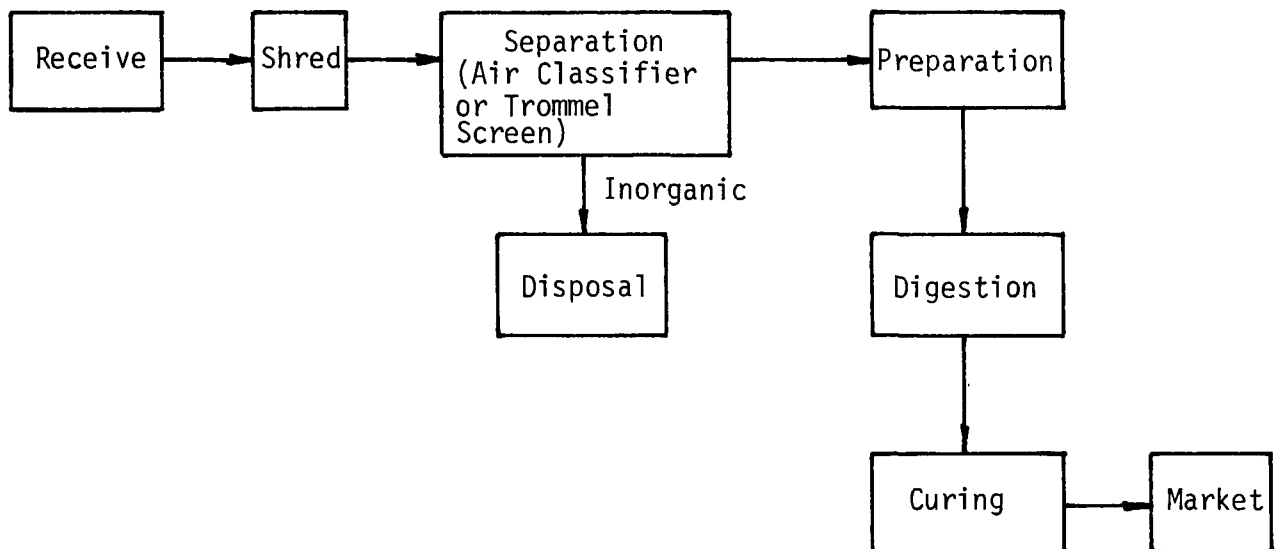 Receive
Shred
Separation
(Air Classifier
or Trommel
Screen)
Preparation
Inorganic
Disposal
Digestion
Curing
Market